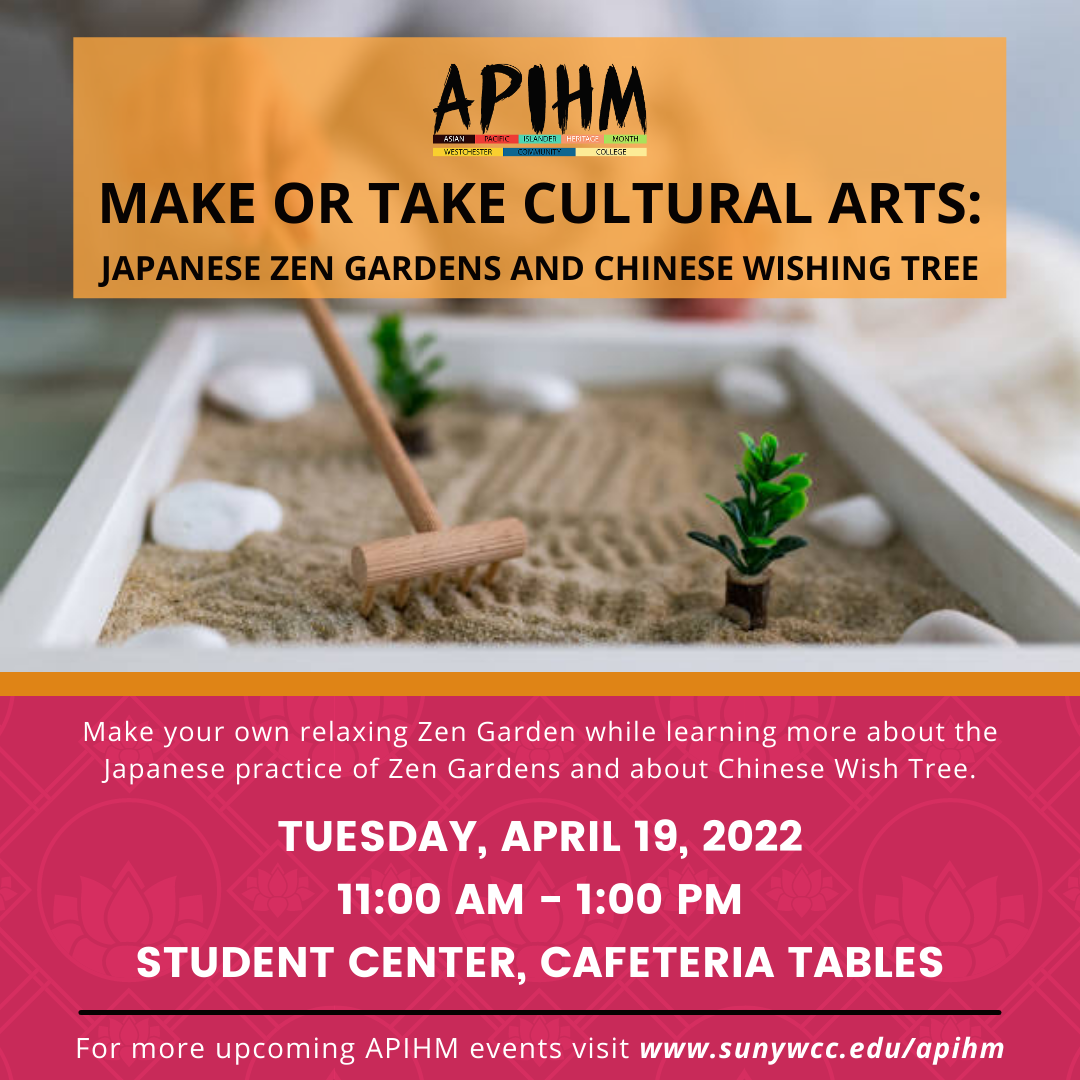 APIHM
ASIAN PACIFIC ISLANDER HERITAGE MONTH
WESTCHESTER COMMUNITY COLLEGE
MAKE OR TAKE CULTURAL ARTS:
JAPANESE ZEN GARDENS AND CHINESE WISHING TREE
Make your own relaxing Zen Garden while learning more about the
Japanese practice of Zen Gardens and about Chinese Wish Tree.
TUESDAY, APRIL 19, 2022
11:00 AM – 1:00 PM
STUDENT CENTER, CAFETERIA TABLES
For more upcoming APIHM events visit www.sunywcc.edu/apihm